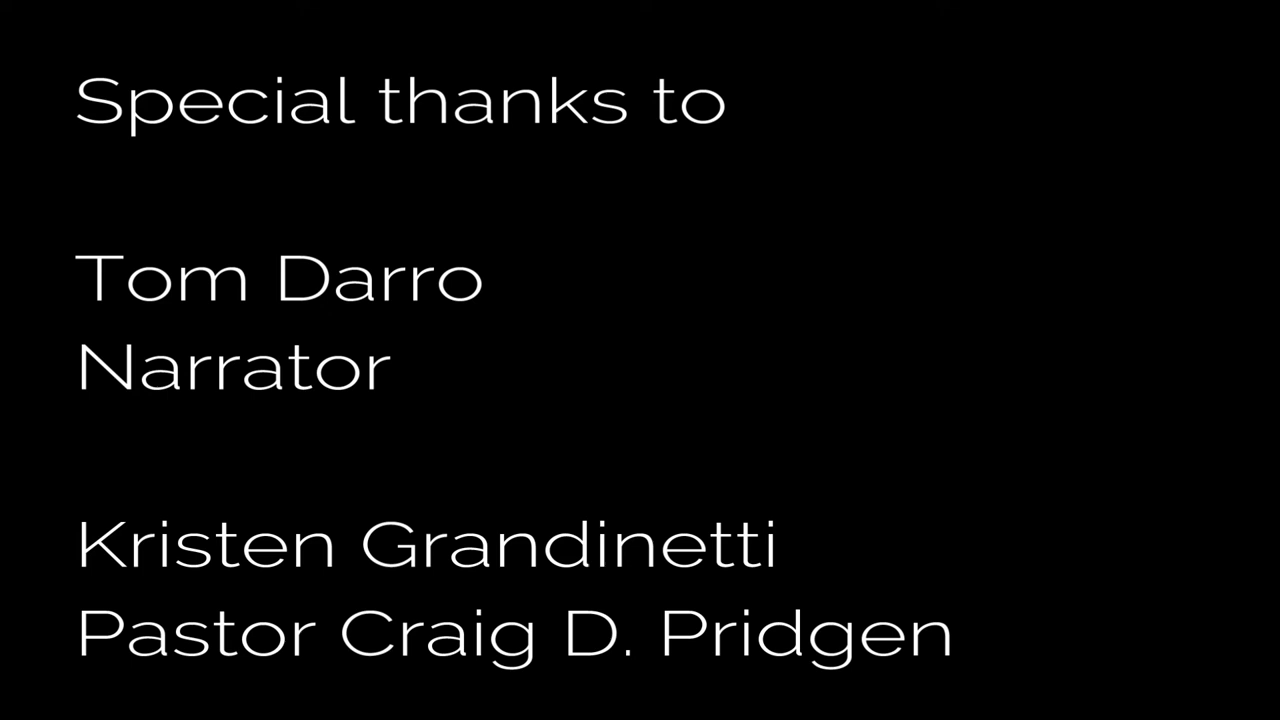 Special thanks to
Tom Darro
Narrator
Kristen Grandinetti
Pastor Craig D. Pridgen